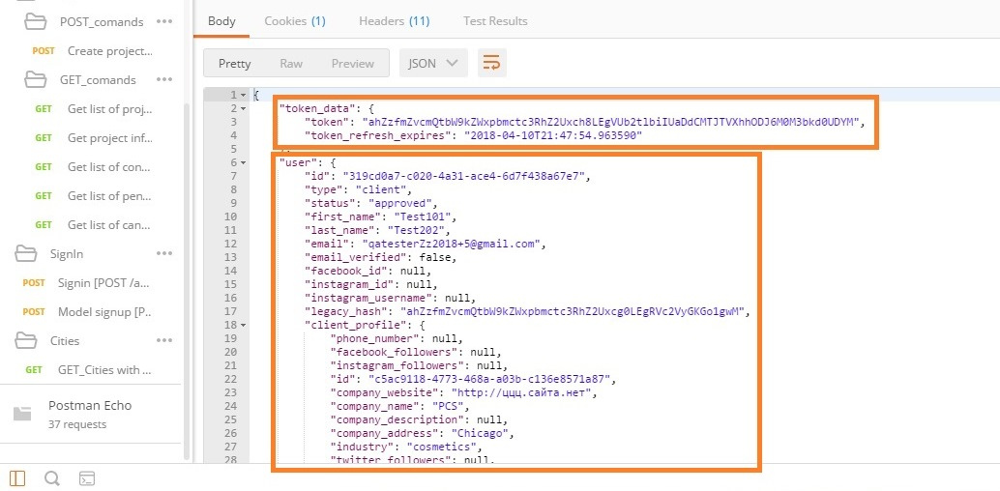 POST_comands
POST Create project...
GET_comands
GET Get list of proj...
GET Get project inf...
GET Get list of con...
GET Get list of pen...
GET Get list of can...
SignIn
POST Signin [POST /a...
POST Model signup [P...
Cities
GET GET_Cities with ...
Postman Echo
37 requests
Body Cookies (1) Headers (11) Test Results
Pretty Raw Preview JSON
1 {
2 "token_data": {
3 "token": "ahZzfmZvcmQtbW9kZWxpbmctc3RhZ2Uxch8LEgVUb2tlbiIUaDdCMTJTVXhhODJ6M0M3bkd0UDYM",
4 "token_refresh_expires": "2018-04-10T21:47:54.963590"
6 "user": {
7 "id": "319cd0a7-c020-4a31-ace4-6d7f438a67e7",
8 "type": "client",
9 "status": "approved",
10 "first_name": "Test101",
11 "last_name": "Test202",
12 "email": "qatesterZz2018+5@gmail.com",
13 "email_verified": false,
14 "facebook_id": null,
15 "instagram_id": null,
16 "instagram_username": null,
17 "legacy_hash": "ahZzfmZvcmQtbW9kZWxpbmctc3RhZ2Uxcg0LEgRVc2VyGKGo1gwM",
18 "client_profile": {
19 "phone_number": null,
20 "facebook_followers": null,
21 "instagram_followers": null,
22 "id": "c5ac9118-4773-468a-a03b-c136e8571a87",
23 "company_website": "http://ццц.сайта.нет",
24 "company_name": "PCS",
25 "company_description": null,
26 "company_address": "Chicago",
27 "industry": "cosmetics",
28 "twitter_followers": null,